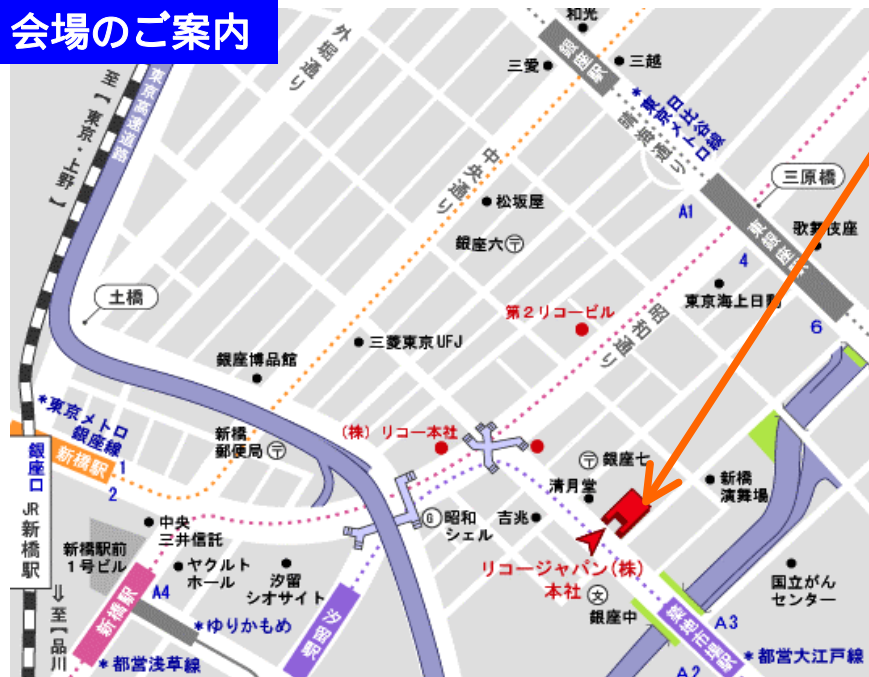 会場のご案内
外堀通り
和光
銀座駅
三愛
三越
至【東京・上野】
東京高速道路
*東京メトロ
日比谷線
晴海通り
中央通り
三原橋
松坂屋
A1
銀座六〒
歌舞伎座
東銀座駅
4
土橋
東京海上日動
第2リコービル
昭和通り
6
三菱東京UFJ
銀座博品館
*東京メトロ
銀座線
(株)リコー本社
新橋
郵便局〒
1
2
新橋駅
銀座口
JR新橋駅
〒銀座七
清月堂
新橋
演舞場
中央
三井信託
G昭和
シェル
吉兆
新橋駅前
1号ビル
ヤクルト
ホール
汐留
シオサイト
リコージャパン(株)
本社
文
銀座中
国立がん
センター
A4
新橋駅
汐留駅
*ゆりかもめ
⇓至【品川
*都営浅草線
築地市場駅
A3
A2
*都営大江戸線